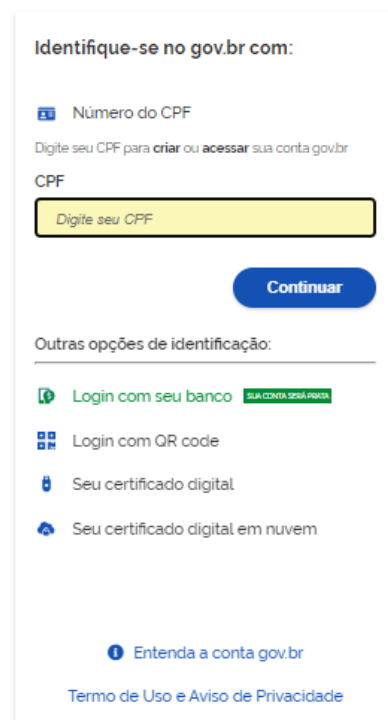 Identifique-se no gov.br com:
Número do CPF
Digite seu CPF para criar ou acessar sua conta gov.br
CPF
Digite seu CPF
Continuar
Outras opções de identificação:
Login com seu banco SUA CONTA SERÁ PRATA
Login com QR code
Seu certificado digital
Seu certificado digital em nuvem
Entenda a conta gov.br
Termo de Uso e Aviso de Privacidade